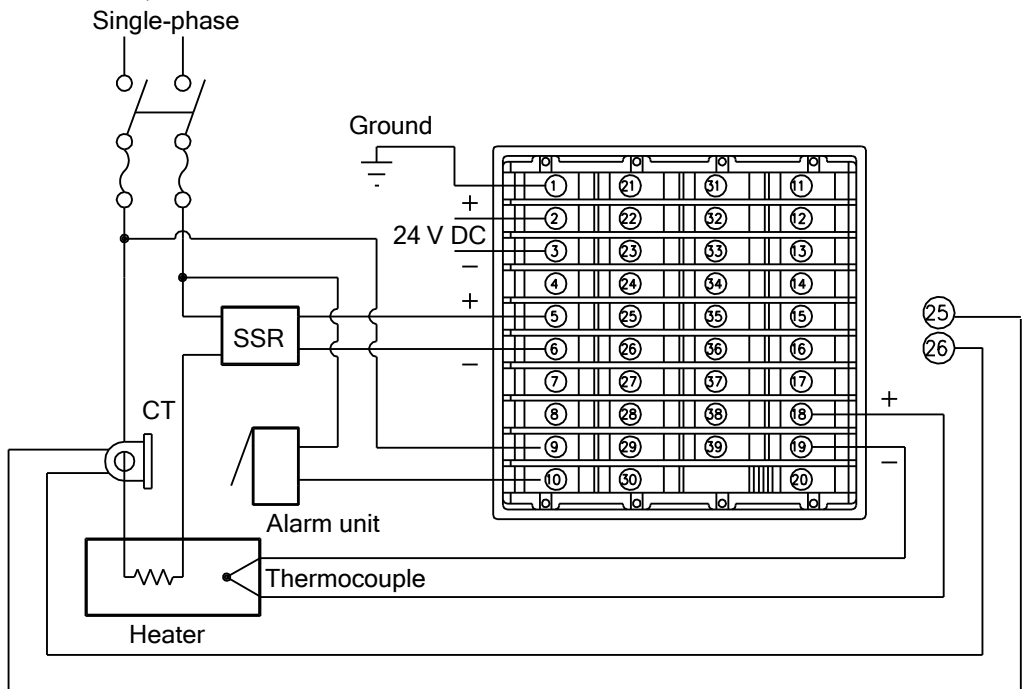 Single-phase
Ground
+
24 V DC
−
+
−
SSR
CT
Alarm unit
Thermocouple
Heater
1 21 31 11
2 22 32 12
3 23 33 13
4 24 34 14
5 25 35 15
6 26 36 16
7 27 37 17
8 28 38 18
9 29 39 19
10 30 20
+
−
25
26